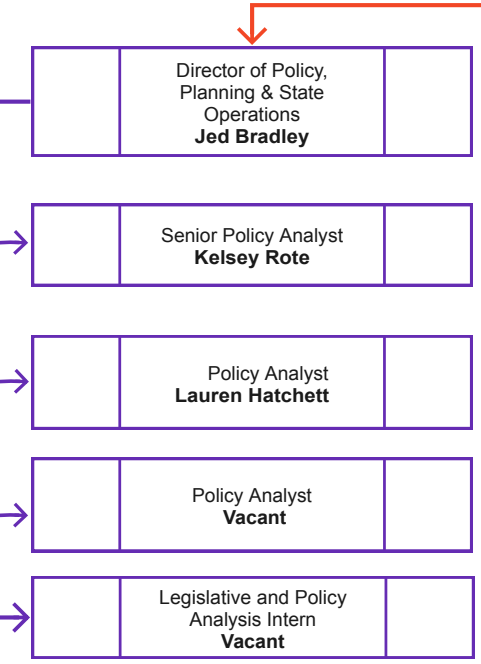 Director of Policy,
Planning & State
Operations
Jed Bradley
Senior Policy Analyst
Kelsey Rote
Policy Analyst
Lauren Hatchett
Policy Analyst
Vacant
Legislative and Policy
Analysis Intern
Vacant